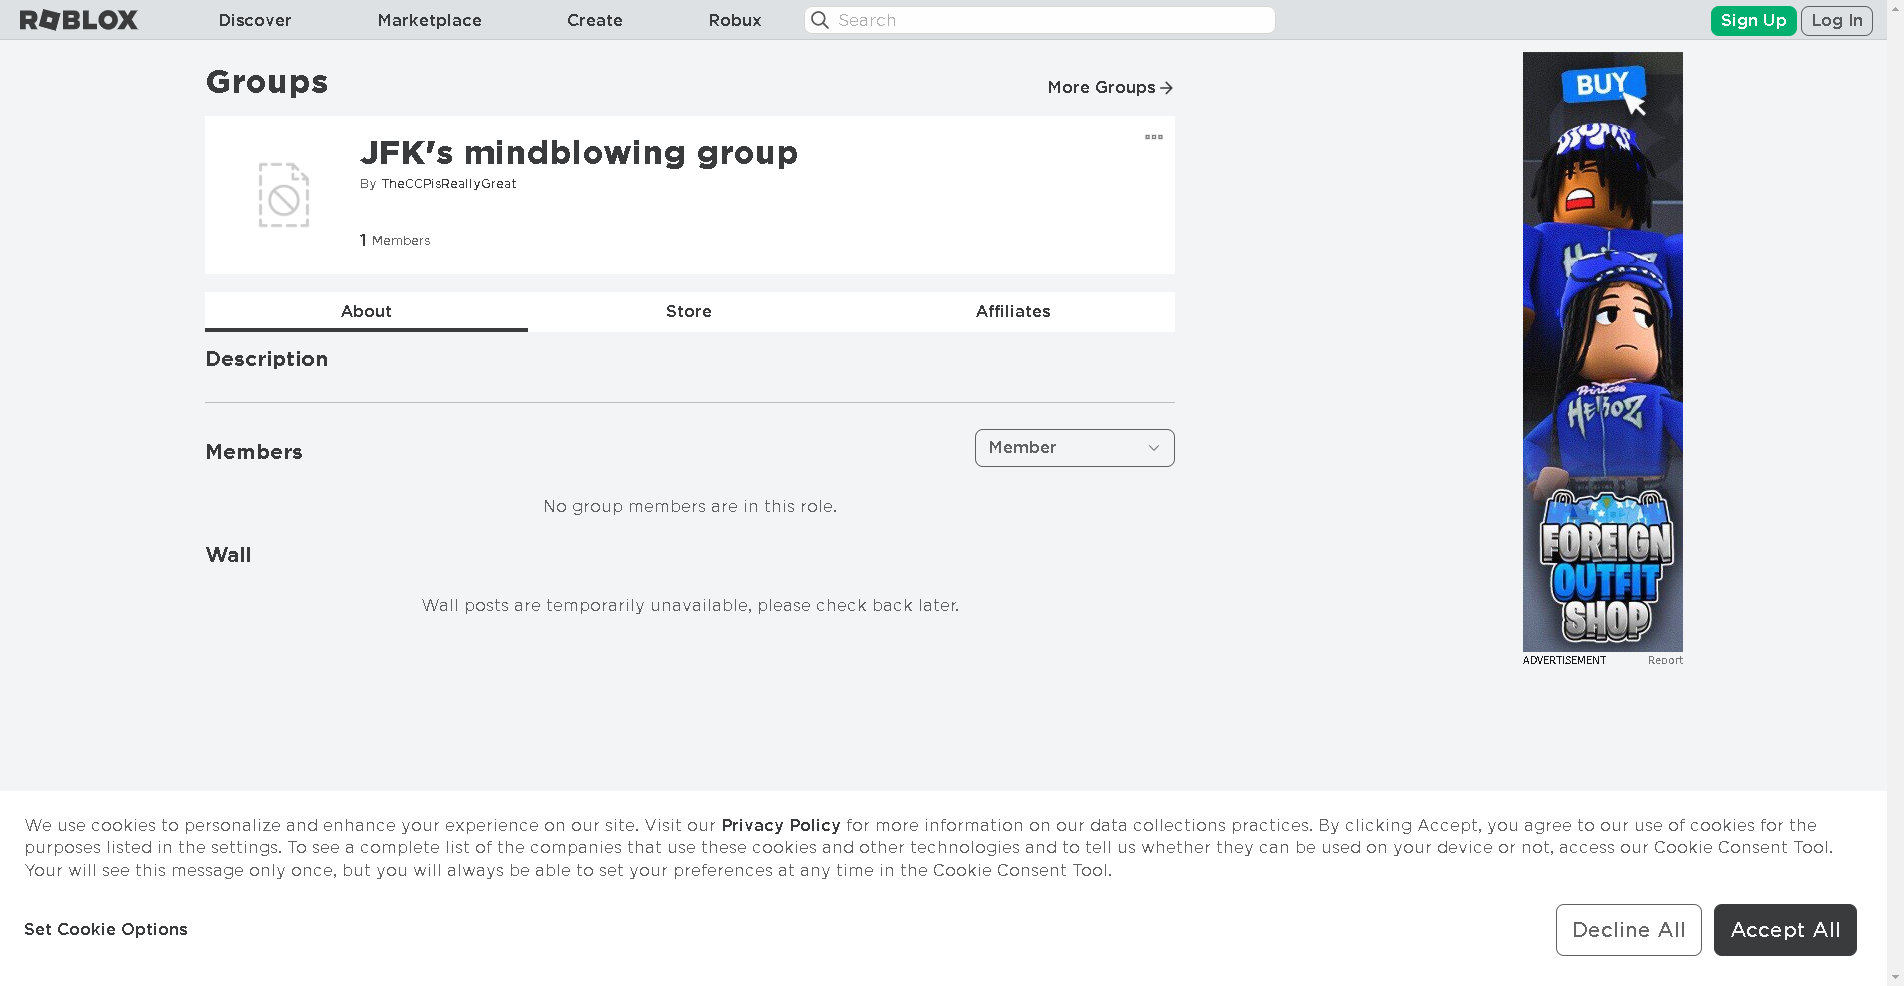 ROBLOX
Discover
Marketplace
Create
Robux
Search
Sign Up
Log In
Groups
More Groups
JFK's mindblowing group
By TheCCPisReallyGreat
1 Members
About
Store
Affiliates
Description
Members
Member
No group members are in this role.
Wall
Wall posts are temporarily unavailable, please check back later.
BUY
Princess
FOREIGN
OUTFIT
SHOP
ADVERTISEMENT
Report
We use cookies to personalize and enhance your experience on our site. Visit our Privacy Policy for more information on our data collections practices. By clicking Accept, you agree to our use of cookies for the
purposes listed in the settings. To see a complete list of the companies that use these cookies and other technologies and to tell us whether they can be used on your device or not, access our Cookie Consent Tool.
Your will see this message only once, but you will always be able to set your preferences at any time in the Cookie Consent Tool.
Set Cookie Options
Decline All
Accept All